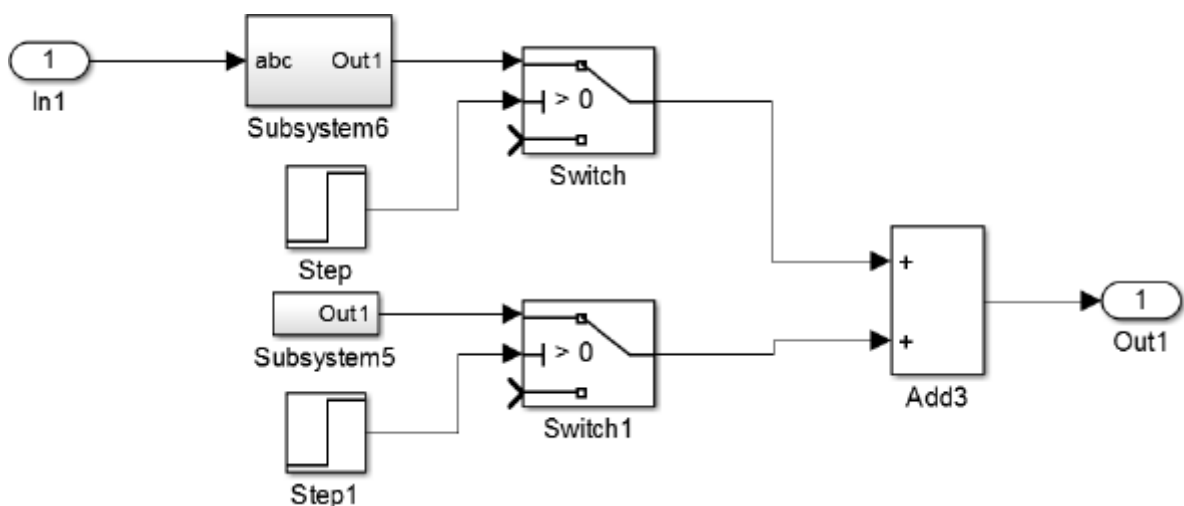 1
In1
abc Out1
Subsystem6
> 0
Switch
Step
Out1
Subsystem5
> 0
Switch1
Step1
+
+
Add3
1
Out1